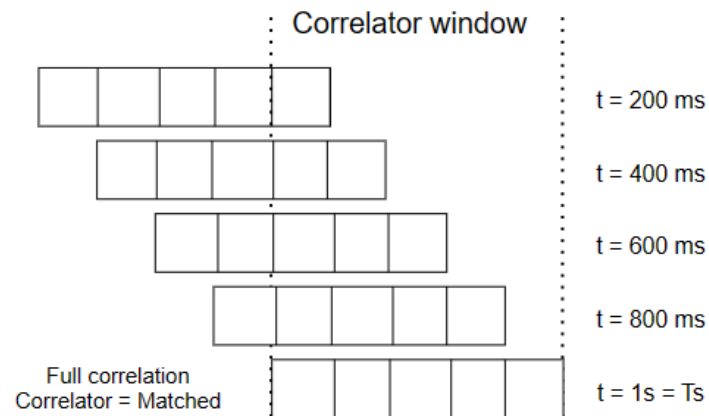 Correlator window
t = 200 ms
t = 400 ms
t = 600 ms
t = 800 ms
Full correlation
Correlator = Matched
t = 1s = Ts